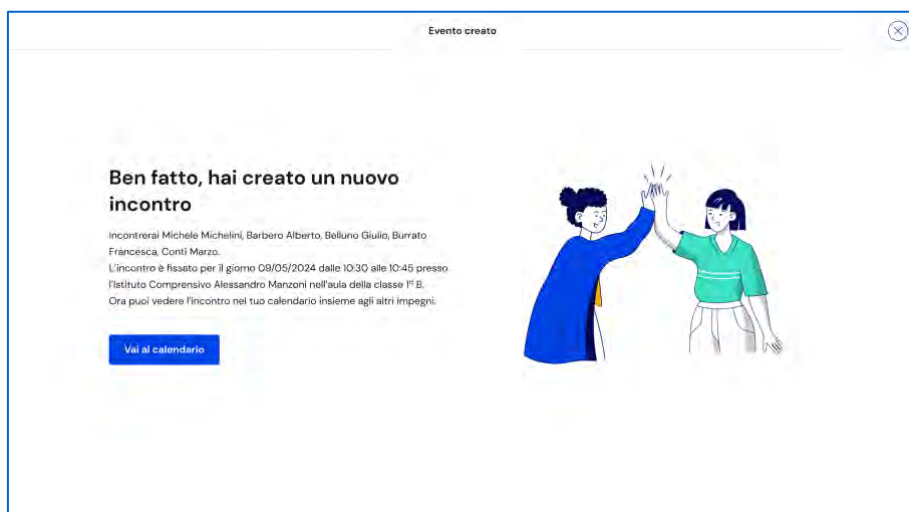 Evento creato
Ben fatto, hai creato un nuovo
incontro
Incontrerai Michele Michelini, Barbero Alberto, Belluno Giulio, Burrato
Francesca, Conti Marzo.
L'incontro è fissato per il giorno 09/05/2024 dalle 10:30 alle 10:45 presso
l'Istituto Comprensivo Alessandro Manzoni nell'aula della classe 1ª B.
Ora puoi vedere l'incontro nel tuo calendario insieme agli altri impegni.
Vai al calendario